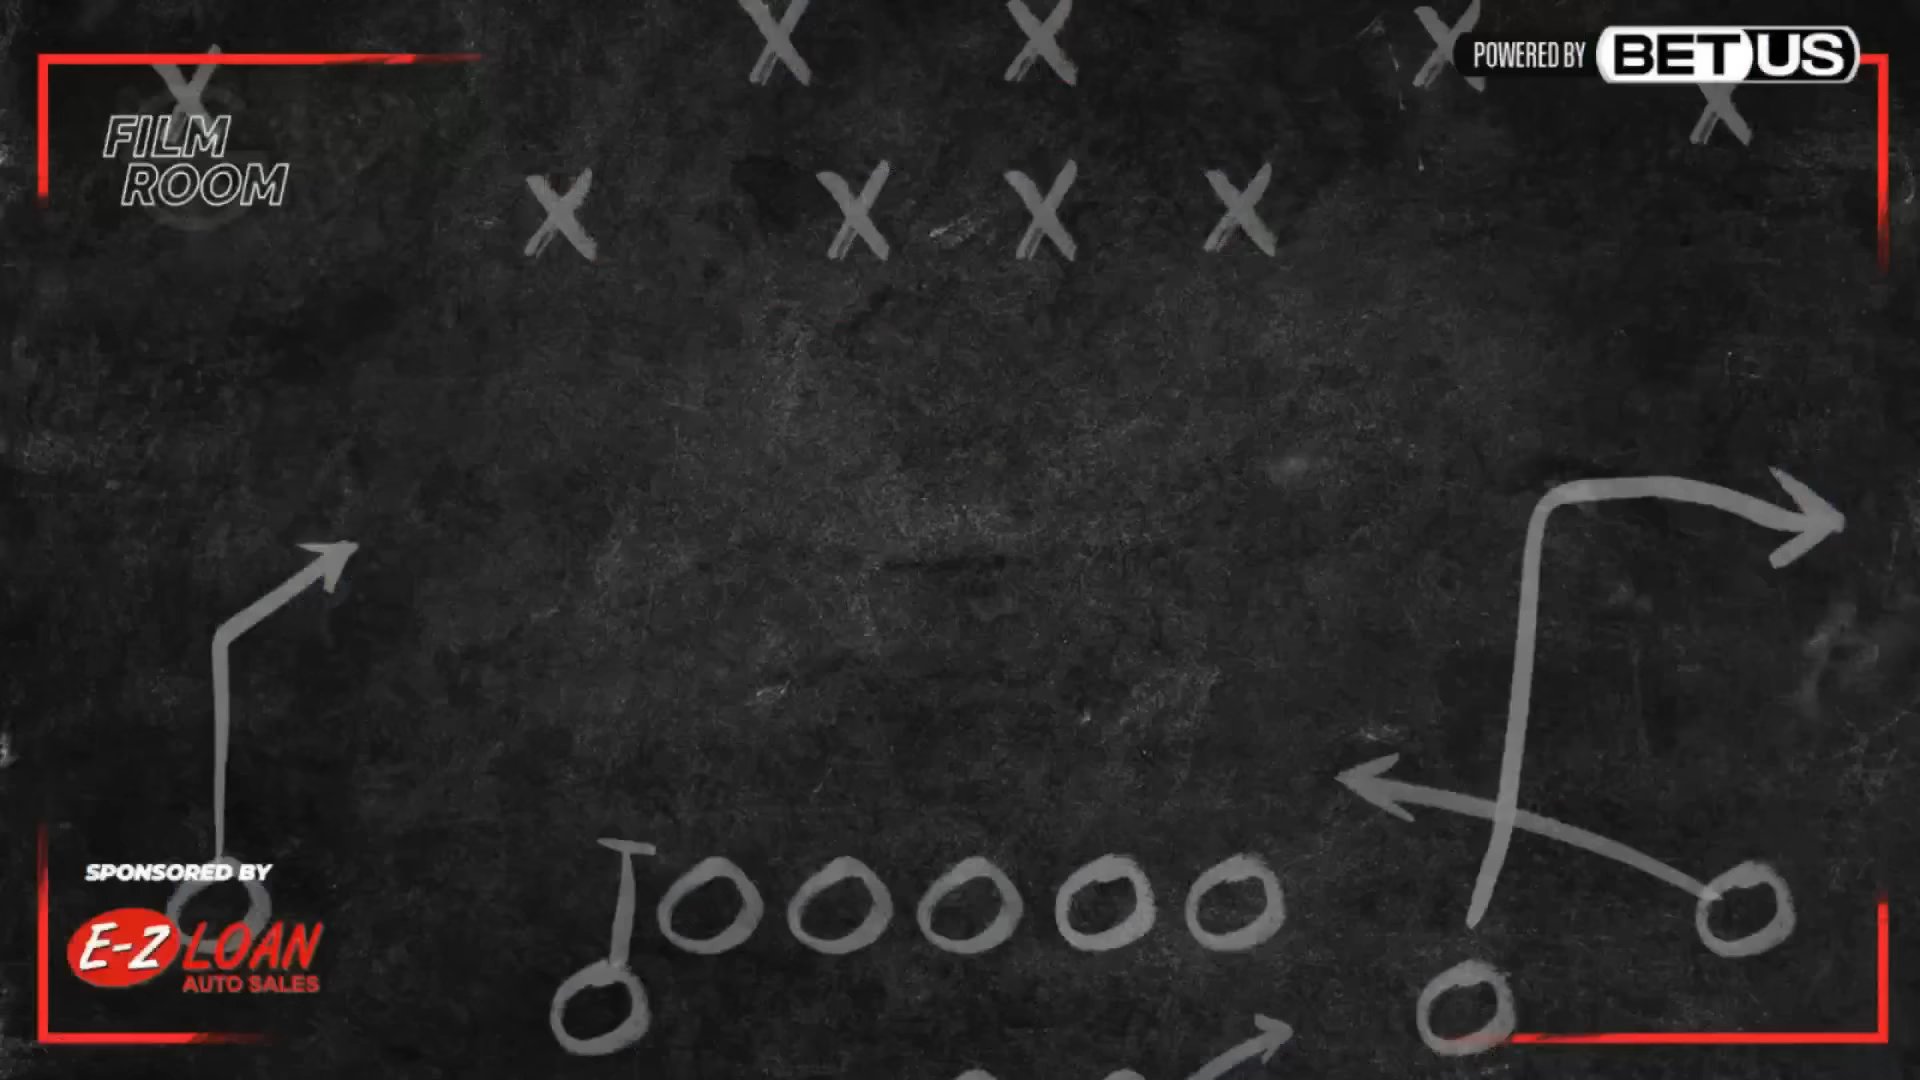 POWERED BY BETUS
FILM
ROOM
SPONSORED BY
E-Z LOAN
AUTO SALES